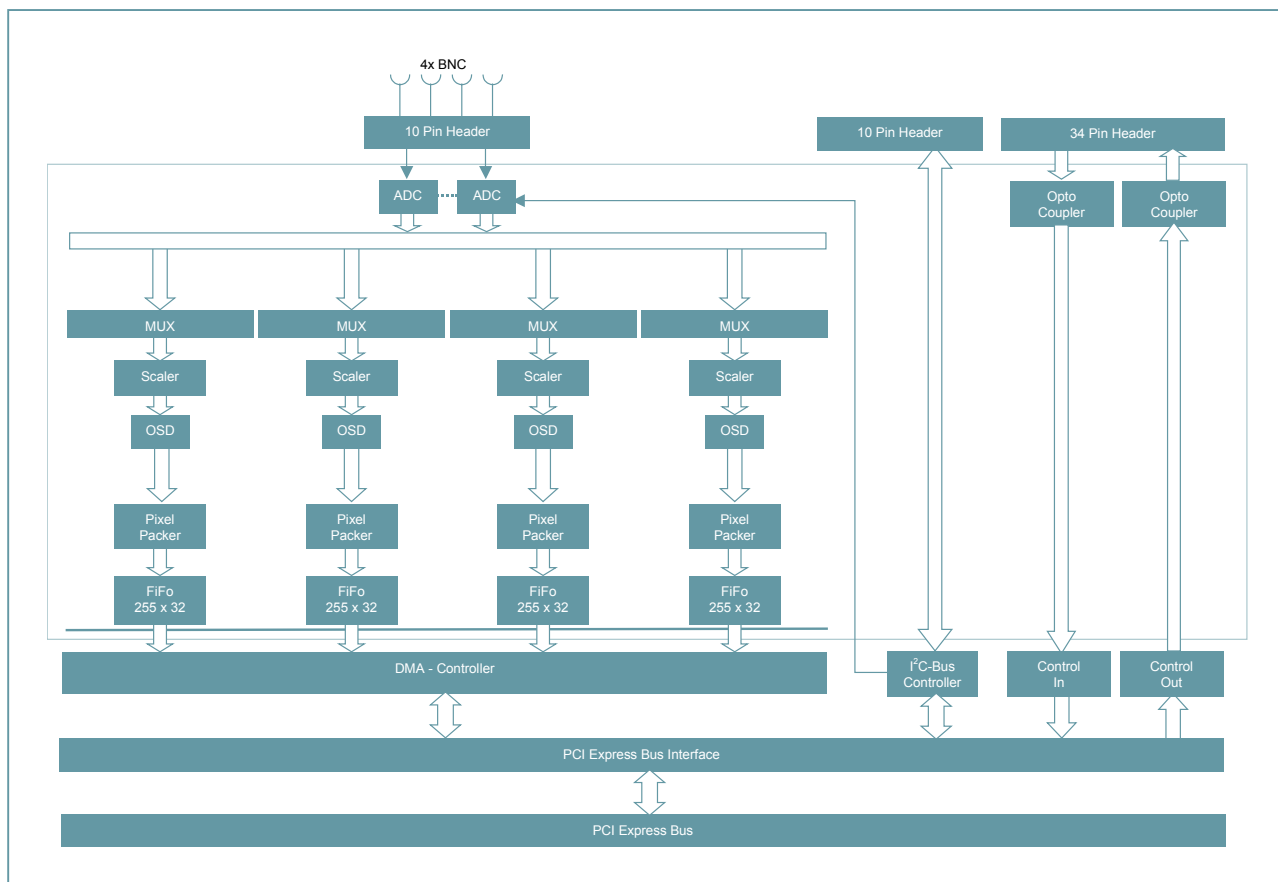 4x BNC
10 Pin Header
10 Pin Header
34 Pin Header
ADC
ADC
Opto
Coupler
Opto
Coupler
MUX
MUX
MUX
MUX
Scaler
Scaler
Scaler
Scaler
OSD
OSD
OSD
OSD
Pixel
Packer
Pixel
Packer
Pixel
Packer
Pixel
Packer
FiFo
255 x 32
FiFo
255 x 32
FiFo
255 x 32
FiFo
255 x 32
DMA - Controller
I²C-Bus
Controller
Control
In
Control
Out
PCI Express Bus Interface
PCI Express Bus